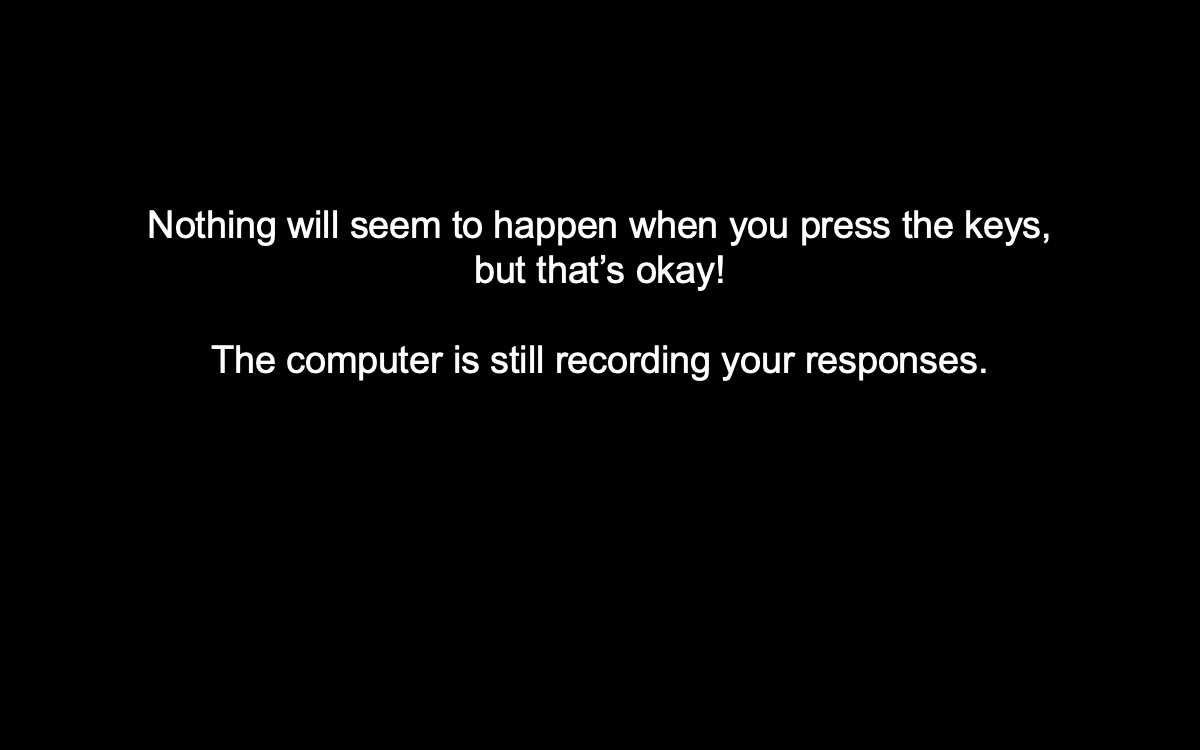 Nothing will seem to happen when you press the keys,
but that’s okay!
The computer is still recording your responses.